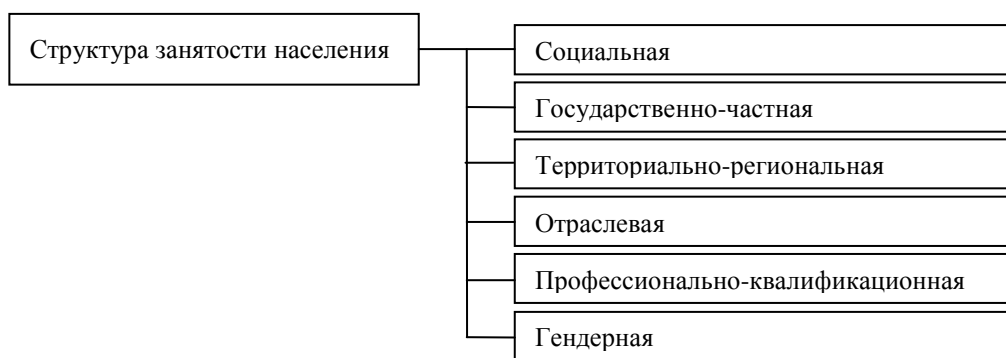 Структура занятости населения
Социальная
Государственно-частная
Территориально-региональная
Отраслевая
Профессионально-квалификационная
Гендерная